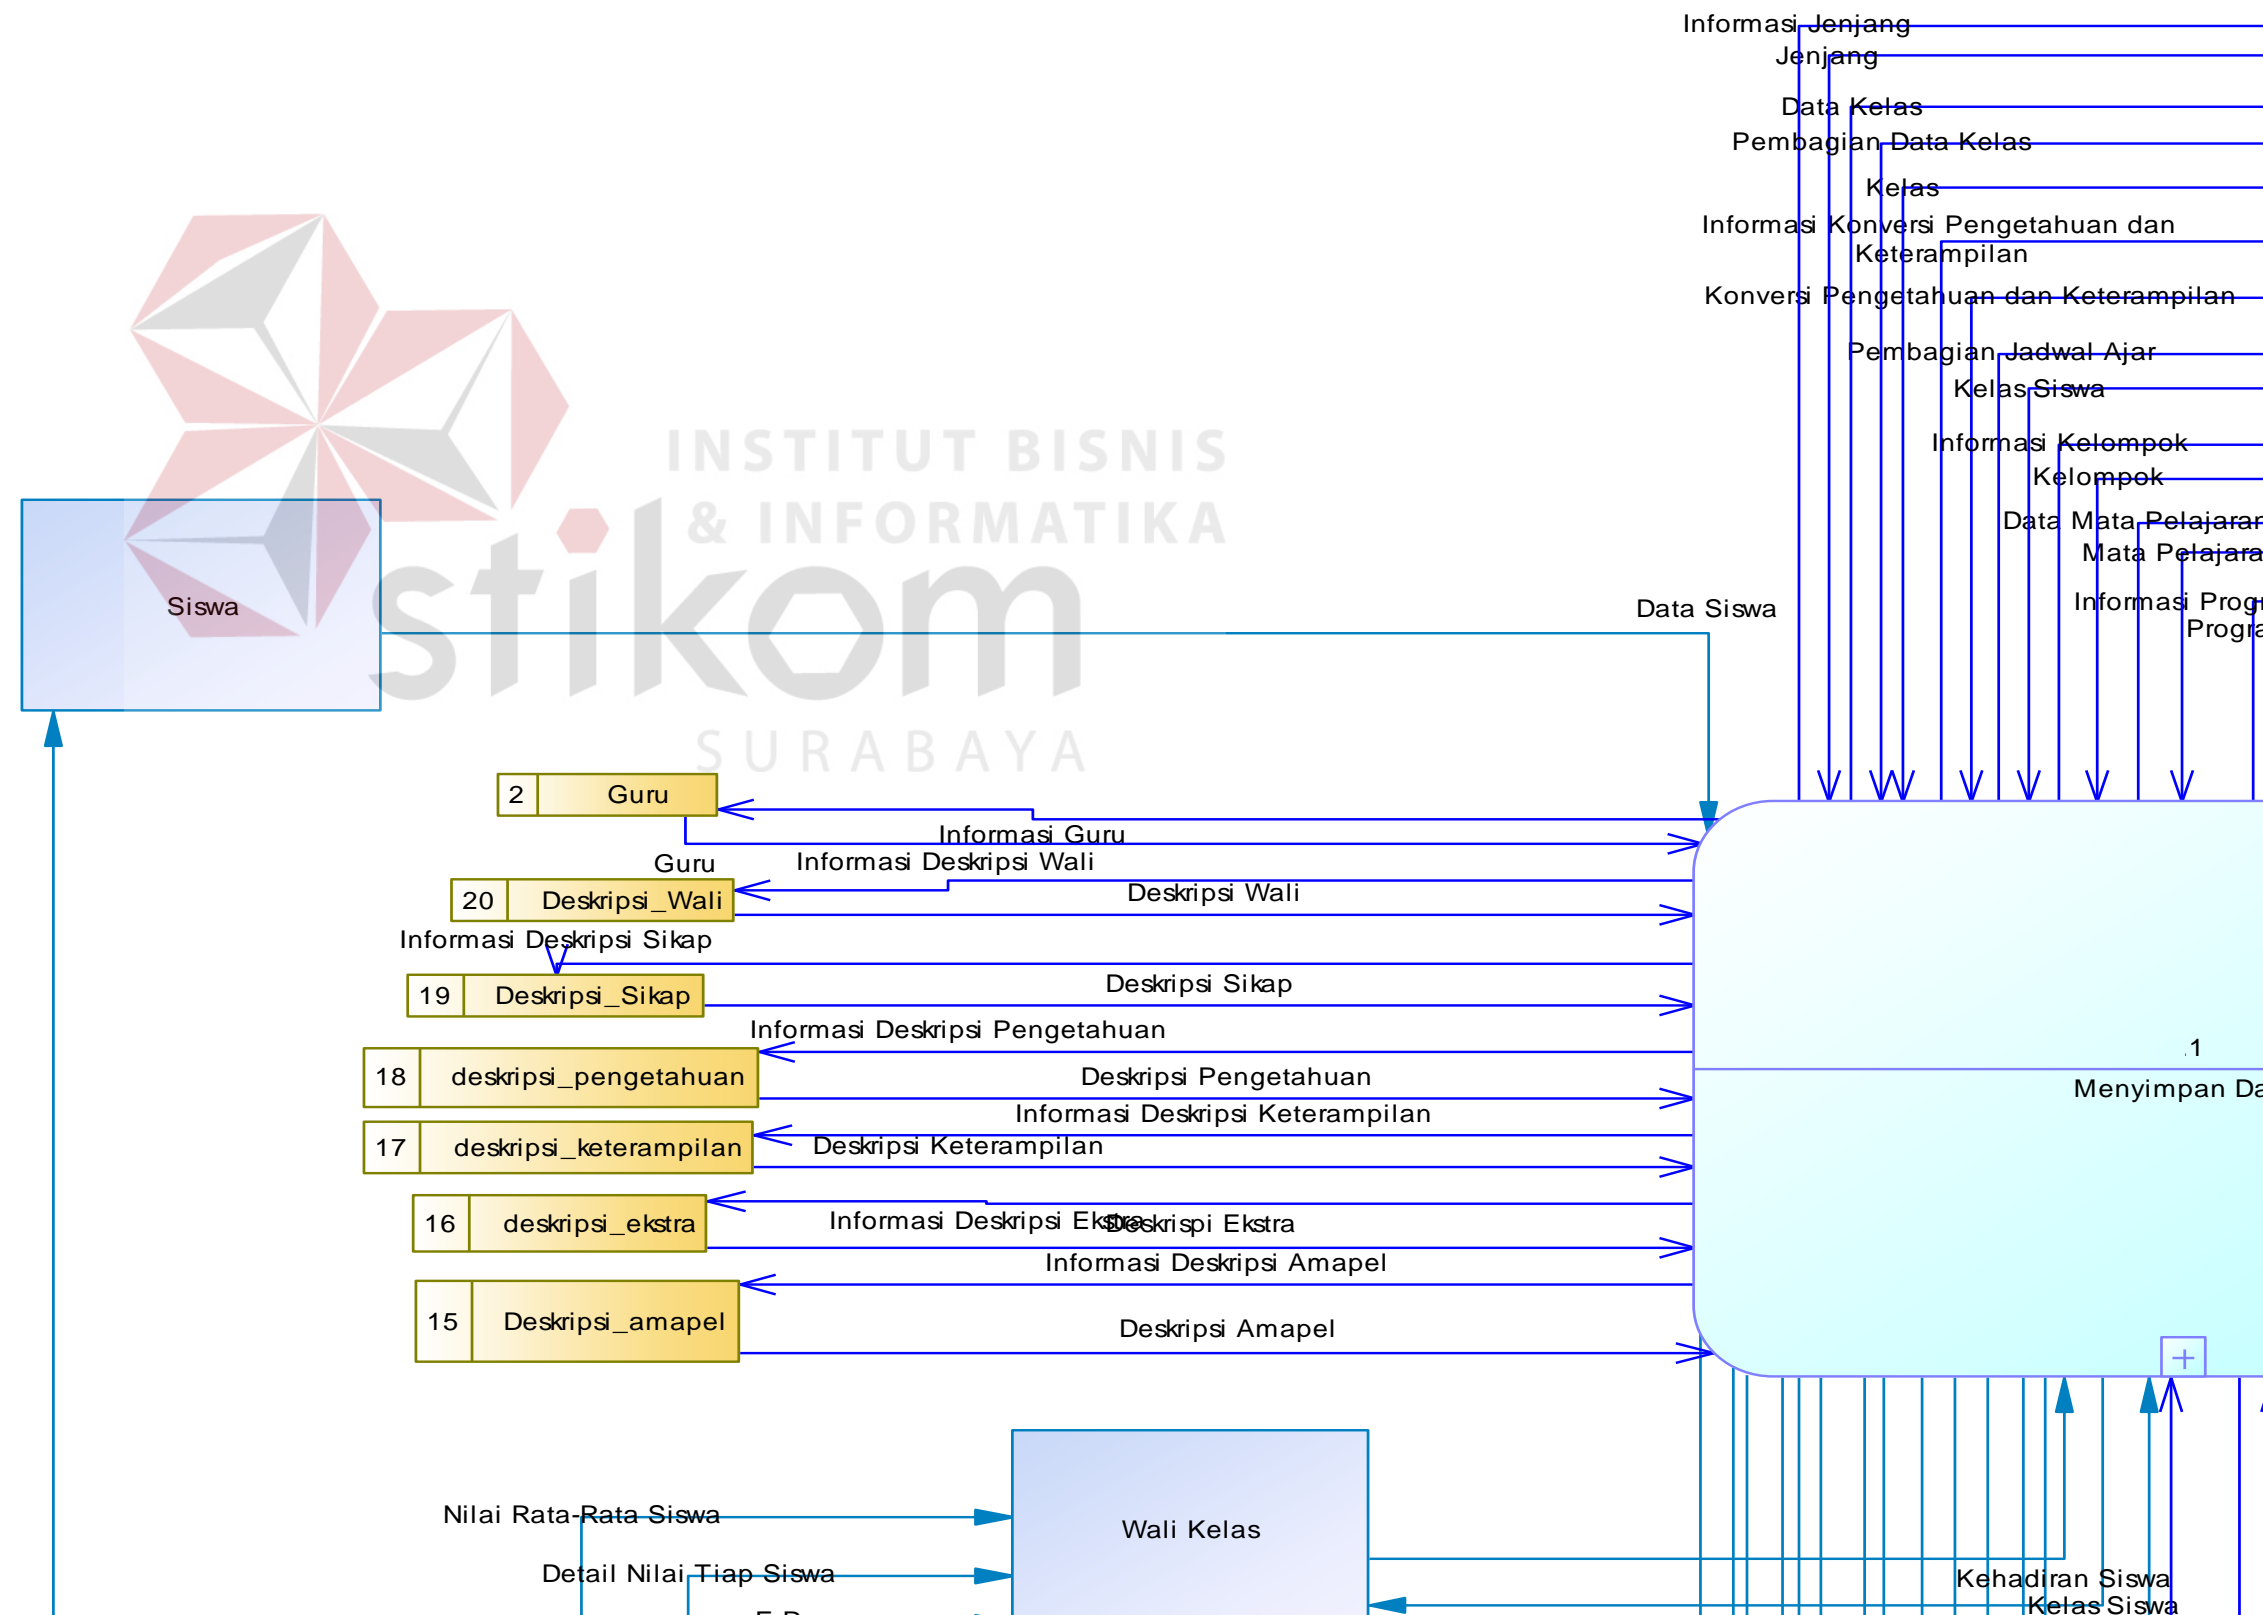 Informasi Jenjang
Jenjang
Data Kelas
Pembagian Data Kelas
Kelas
Informasi Konversi Pengetahuan dan
Keterampilan
Konversi Pengetahuan dan Keterampilan
Pembagian Jadwal Ajar
Kelas Siswa
Informasi Kelompok
Kelompok
Data Mata Pelajaran
Mata
Informasi
INSTITUT BISNIS
& INFORMATIKA
stikom
SURABAYA
Siswa
Data Siswa
2 Guru
Informasi Guru
Guru
Informasi Deskripsi Wali
20 Deskripsi_Wali
Deskripsi Wali
Informasi Deskripsi Sikap
19 Deskripsi_Sikap
Deskripsi Sikap
Informasi Deskripsi Pengetahuan
18 deskripsi_pengetahuan
Deskripsi Pengetahuan
Informasi Deskripsi Keterampilan
17 deskripsi_keterampilan
Deskripsi Keterampilan
16 deskripsi_ekstra
Informasi Deskripsi Ekstra
Deskrispi Ekstra
Informasi Deskripsi Amapel
15 Deskripsi_amapel
Deskripsi Amapel
1
Menyimpan
Wali Kelas
Nilai Rata-Rata Siswa
Detail Nilai Tiap Siswa
Kehadiran Siswa
Kelas Siswa